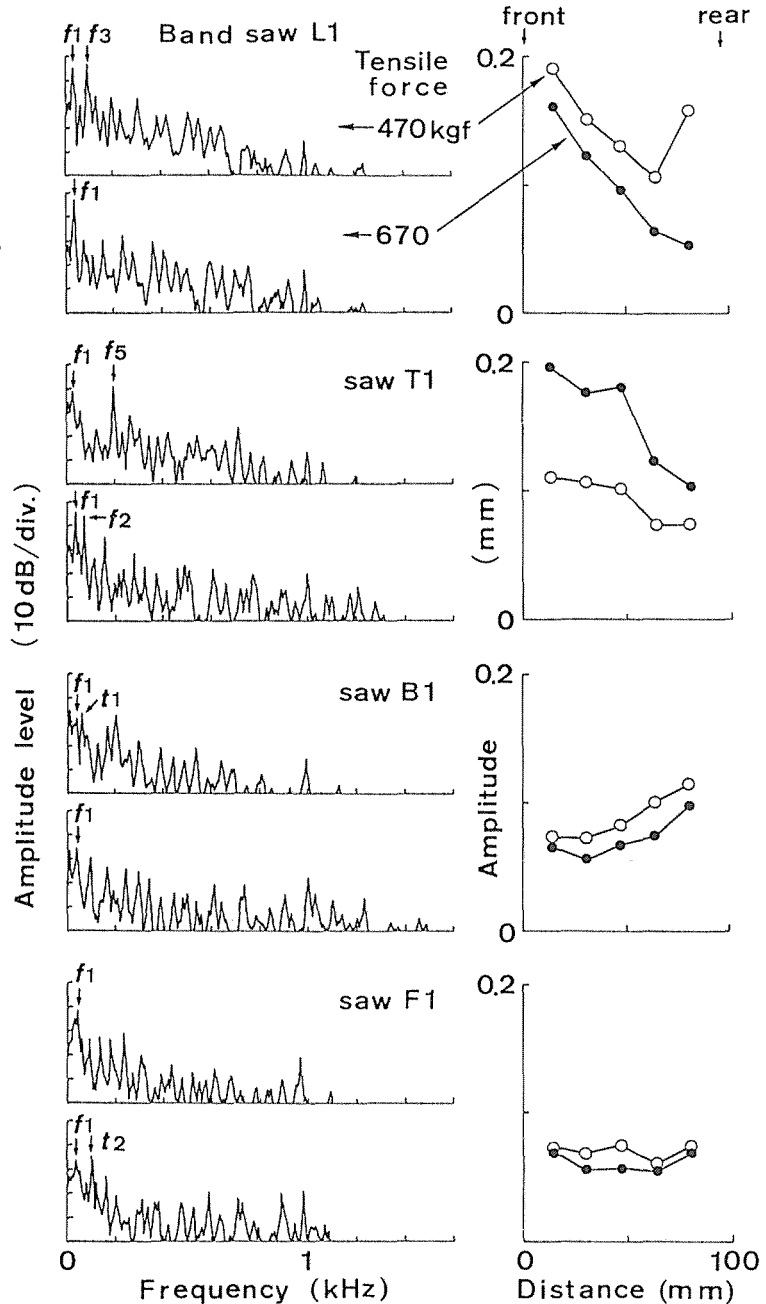 front rear
f1 f3 Band saw L1
Tensile
force
470kgf
0.2
f1
670
0
f1 f5 saw T1
0.2
f1
f2
0
f1 t1 saw B1
0.2
f1
0
f1 saw F1
0.2
f1 t2
0 1
Frequency (kHz)
0 100
Distance (mm)
Amplitude level (10dB/div.)
Amplitude (mm)